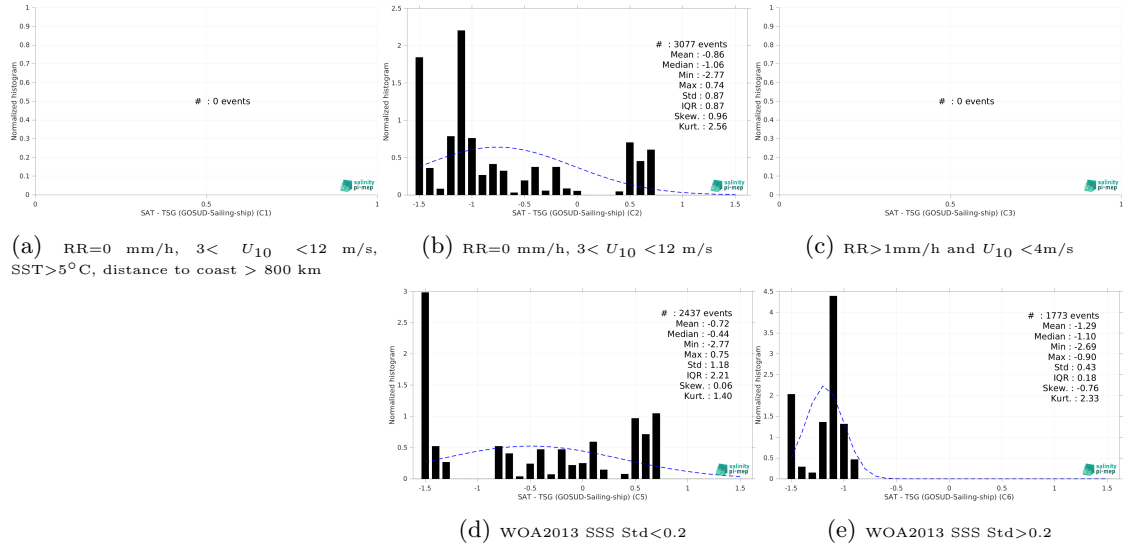 1
0.9
0.8
0.7
0.6
0.5
0.4
0.3
0.2
0.1
0
Normalized histogram
# : 0 events
0 0.5 1
SAT - TSG (GOSUD-Sailing-ship) (C1)
salinity
pi-mep
(a) RR=0 mm/h, 3< U10 <12 m/s,
SST>5°C, distance to coast > 800 km
2.5
2
1.5
1
0.5
0
Normalized histogram
# : 3077 events
Mean : -0.86
Median : -1.06
Min : -2.77
Max : 0.74
Std : 0.87
IQR : 0.87
Skew. : 0.96
Kurt. : 2.56
-1.5 -1 -0.5 0 0.5 1 1.5
SAT - TSG (GOSUD-Sailing-ship) (C2)
salinity
pi-mep
(b) RR=0 mm/h, 3< U10 <12 m/s
1
0.9
0.8
0.7
0.6
0.5
0.4
0.3
0.2
0.1
0
Normalized histogram
# : 0 events
0 0.5 1
SAT - TSG (GOSUD-Sailing-ship) (C3)
salinity
pi-mep
(c) RR>1mm/h and U10 <4m/s
3
2.5
2
1.5
1
0.5
0
Normalized histogram
# : 2437 events
Mean : -0.72
Median : -0.44
Min : -2.77
Max : 0.75
Std : 1.18
IQR : 2.21
Skew. : 0.06
Kurt. : 1.40
-1.5 -1 -0.5 0 0.5 1 1.5
SAT - TSG (GOSUD-Sailing-ship) (C5)
salinity
pi-mep
(d) WOA2013 SSS Std<0.2
4.5
4
3.5
3
2.5
2
1.5
1
0.5
0
Normalized histogram
# : 1773 events
Mean : -1.29
Median : -1.10
Min : -2.69
Max : -0.90
Std : 0.43
IQR : 0.18
Skew. : -0.76
Kurt. : 2.33
-1.5 -1 -0.5 0 0.5 1 1.5
SAT - TSG (GOSUD-Sailing-ship) (C6)
salinity
pi-mep
(e) WOA2013 SSS Std>0.2